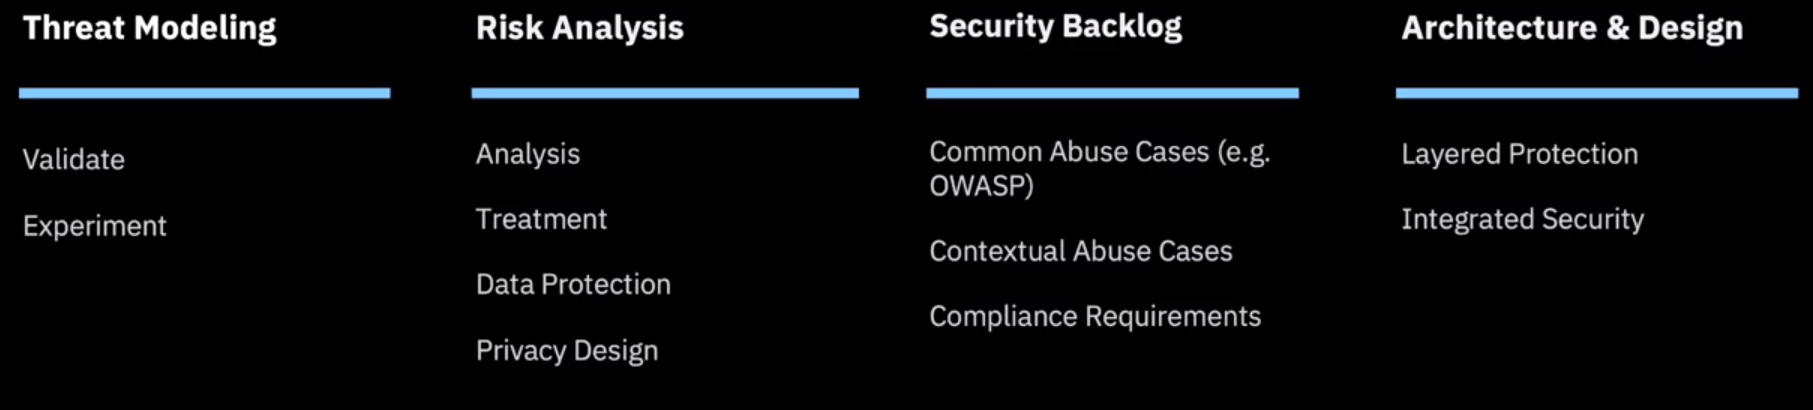 Threat Modeling
Validate
Experiment
Risk Analysis
Analysis
Treatment
Data Protection
Privacy Design
Security Backlog
Common Abuse Cases (e.g.
OWASP)
Contextual Abuse Cases
Compliance Requirements
Architecture & Design
Layered Protection
Integrated Security